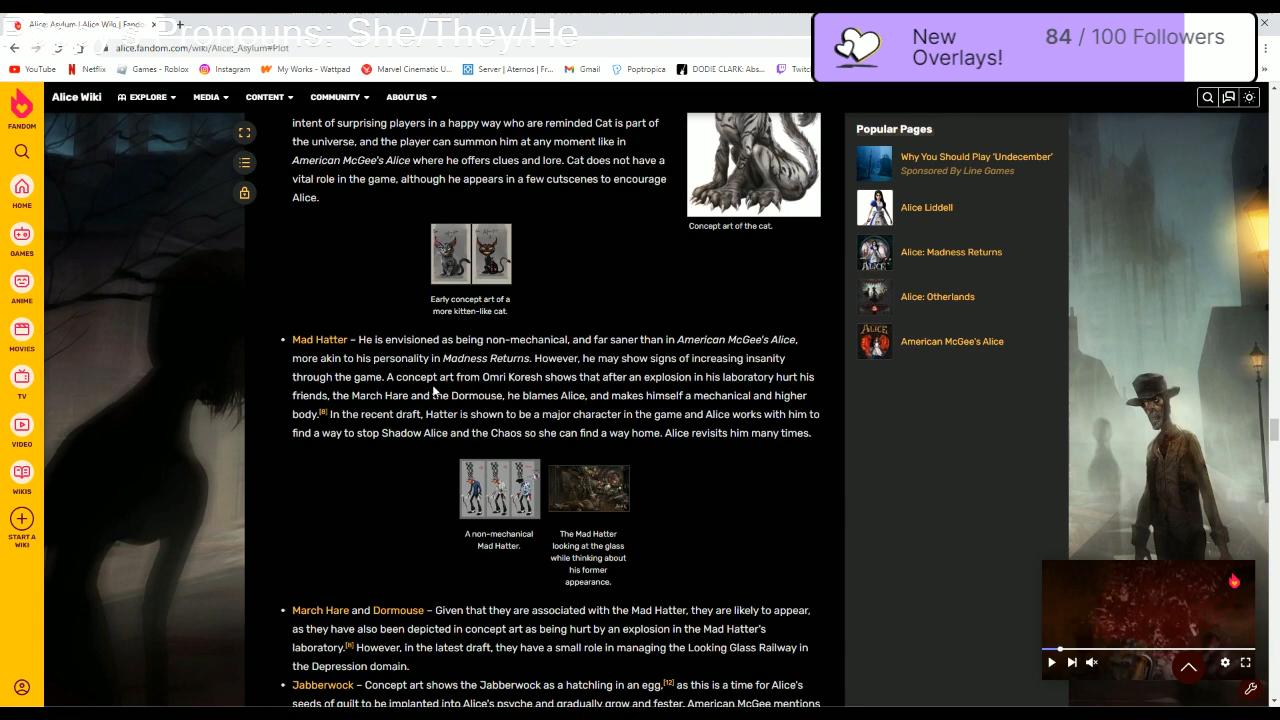 Alice: Asylum | Alice Wiki | Fando
Pronouns: She/They/He
New Overlays!
84 / 100 Followers
alice.fandom.com/wiki/Alice:_Asylum#Plot
YouTube
Netflix
Games - Roblox
Instagram
My Works - Wattpad
Marvel Cinematic U...
Server | Aternos | Fr...
Gmail
Poptropica
DODIE CLARK: Abs...
Twitc
»
FANDOM
HOME
GAMES
ANIME
MOVIES
TV
VIDEO
WIKIS
START A
WIKI
Alice Wiki
EXPLORE
MEDIA
CONTENT
COMMUNITY
ABOUT US
intent of surprising players in a happy way who are reminded Cat is part of
the universe, and the player can summon him at any moment like in
American McGee's Alice where he offers clues and lore. Cat does not have a
vital role in the game, although he appears in a few cutscenes to encourage
Alice.
Concept art of the cat.
Early concept art of a
more kitten-like cat.
• Mad Hatter – He is envisioned as being non-mechanical, and far saner than in American McGee's Alice,
more akin to his personality in Madness Returns. However, he may show signs of increasing insanity
through the game. A concept art from Omri Koresh shows that after an explosion in his laboratory hurt his
friends, the March Hare and the Dormouse, he blames Alice, and makes himself a mechanical and higher
body.[8] In the recent draft, Hatter is shown to be a major character in the game and Alice works with him to
find a way to stop Shadow Alice and the Chaos so she can find a way home. Alice revisits him many times.
A non-mechanical
Mad Hatter.
The Mad Hatter
looking at the glass
while thinking about
his former
appearance.
• March Hare and Dormouse – Given that they are associated with the Mad Hatter, they are likely to appear,
as they have also been depicted in concept art as being hurt by an explosion in the Mad Hatter's
laboratory.[8] However, in the latest draft, they have a small role in managing the Looking Glass Railway in
the Depression domain.
• Jabberwock – Concept art shows the Jabberwock as a hatchling in an egg,[12] as this is a time for Alice's
seeds of guilt to be implanted into Alice's psyche and gradually grow and fester. American McGee mentions
Popular Pages
Why You Should Play 'Undecember'
Sponsored By Line Games
Alice Liddell
Alice: Madness Returns
Alice: Otherlands
American McGee's Alice